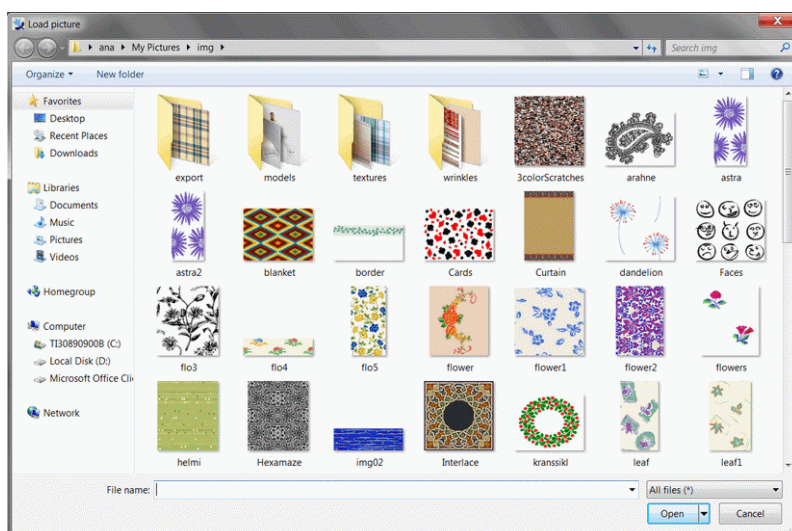 Load picture
ana ▸ My Pictures ▸ img ▸
Search img
Organize ▾ New folder
Favorites
Desktop
Recent Places
Downloads
Libraries
Documents
Music
Pictures
Videos
Homegroup
Computer
TI30890900B (C:)
Local Disk (D:)
Microsoft Office Cli
Network
export models textures wrinkles 3colorScratches arahne astra
astra2 blanket border Cards Curtain dandelion Faces
flo3 flo4 flo5 flower flower1 flower2 flowers
helmi Hexamaze img02 Interlace kranssikl leaf leaf1
File name:
All files (*)
Open Cancel